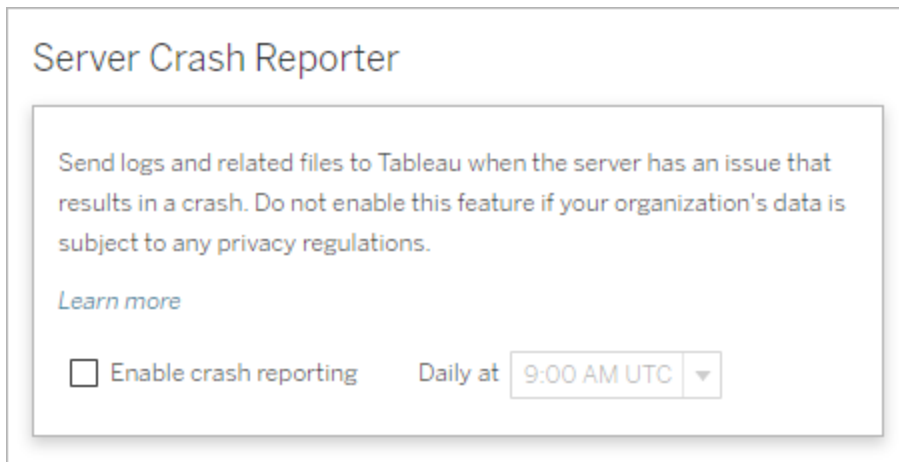 Server Crash Reporter
Send logs and related files to Tableau when the server has an issue that
results in a crash. Do not enable this feature if your organization's data is
subject to any privacy regulations.
Learn more
Enable crash reporting Daily at 9:00 AM UTC